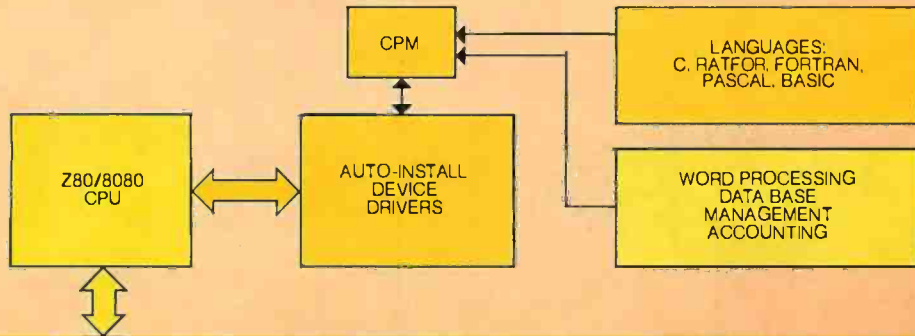 CPM
LANGUAGES:
C, RATFOR, FORTRAN,
PASCAL, BASIC
Z80/8080
CPU
AUTO-INSTALL
DEVICE
DRIVERS
WORD PROCESSING
DATA BASE
MANAGEMENT
ACCOUNTING